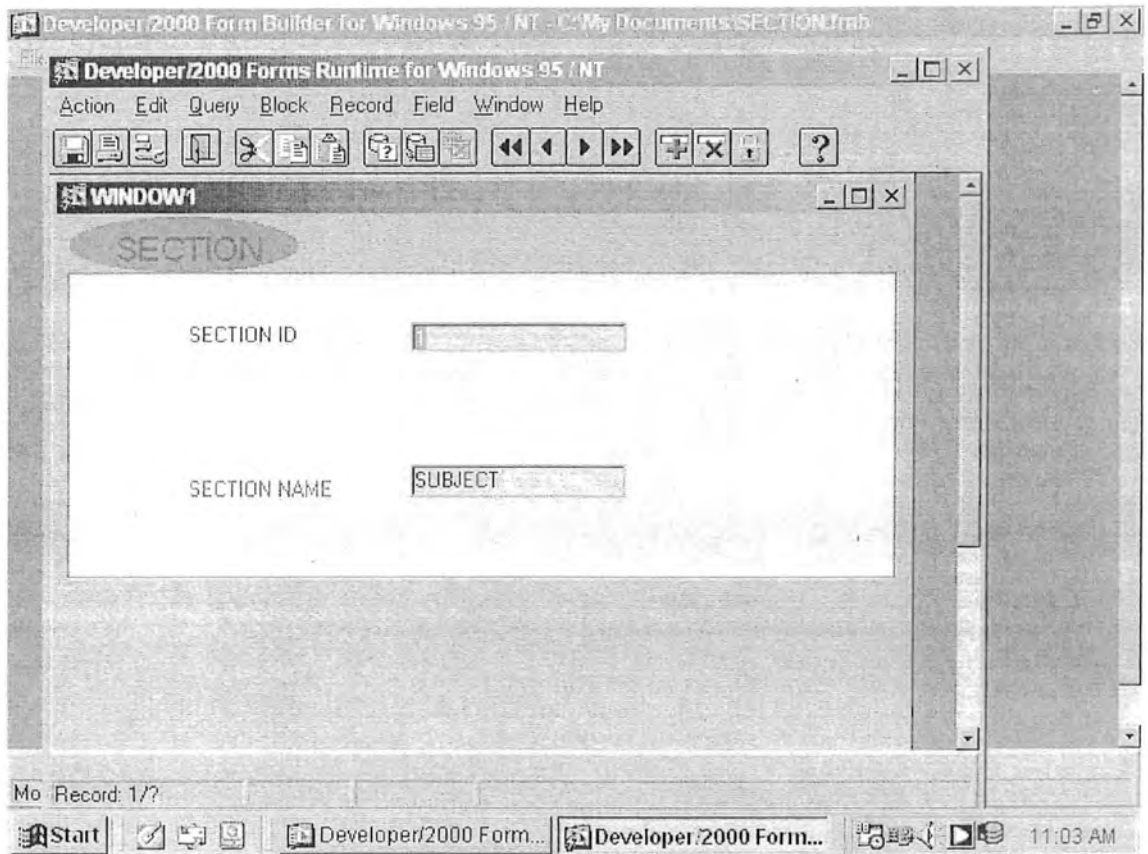 Developer/2000 Form Builder for Windows 95 / NT - C:\My Documents\SECTION.fmb
File
Developer/2000 Forms Runtime for Windows 95 / NT
Action Edit Query Block Record Field Window Help
WINDOW1
SECTION
SECTION ID 1
SECTION NAME SUBJECT
Mo Record: 1/?
Start Developer/2000 Form... Developer/2000 Form... 11:03 AM